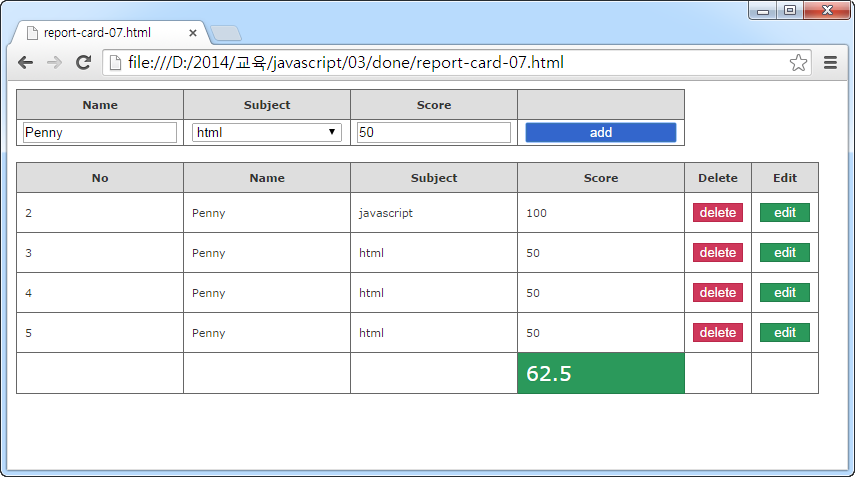 report-card-07.html
file:///D:/2014/교육/javascript/03/done/report-card-07.html
Name Subject Score
Penny html 50 add
No Name Subject Score Delete Edit
2 Penny javascript 100 delete edit
3 Penny html 50 delete edit
4 Penny html 50 delete edit
5 Penny html 50 delete edit
62.5